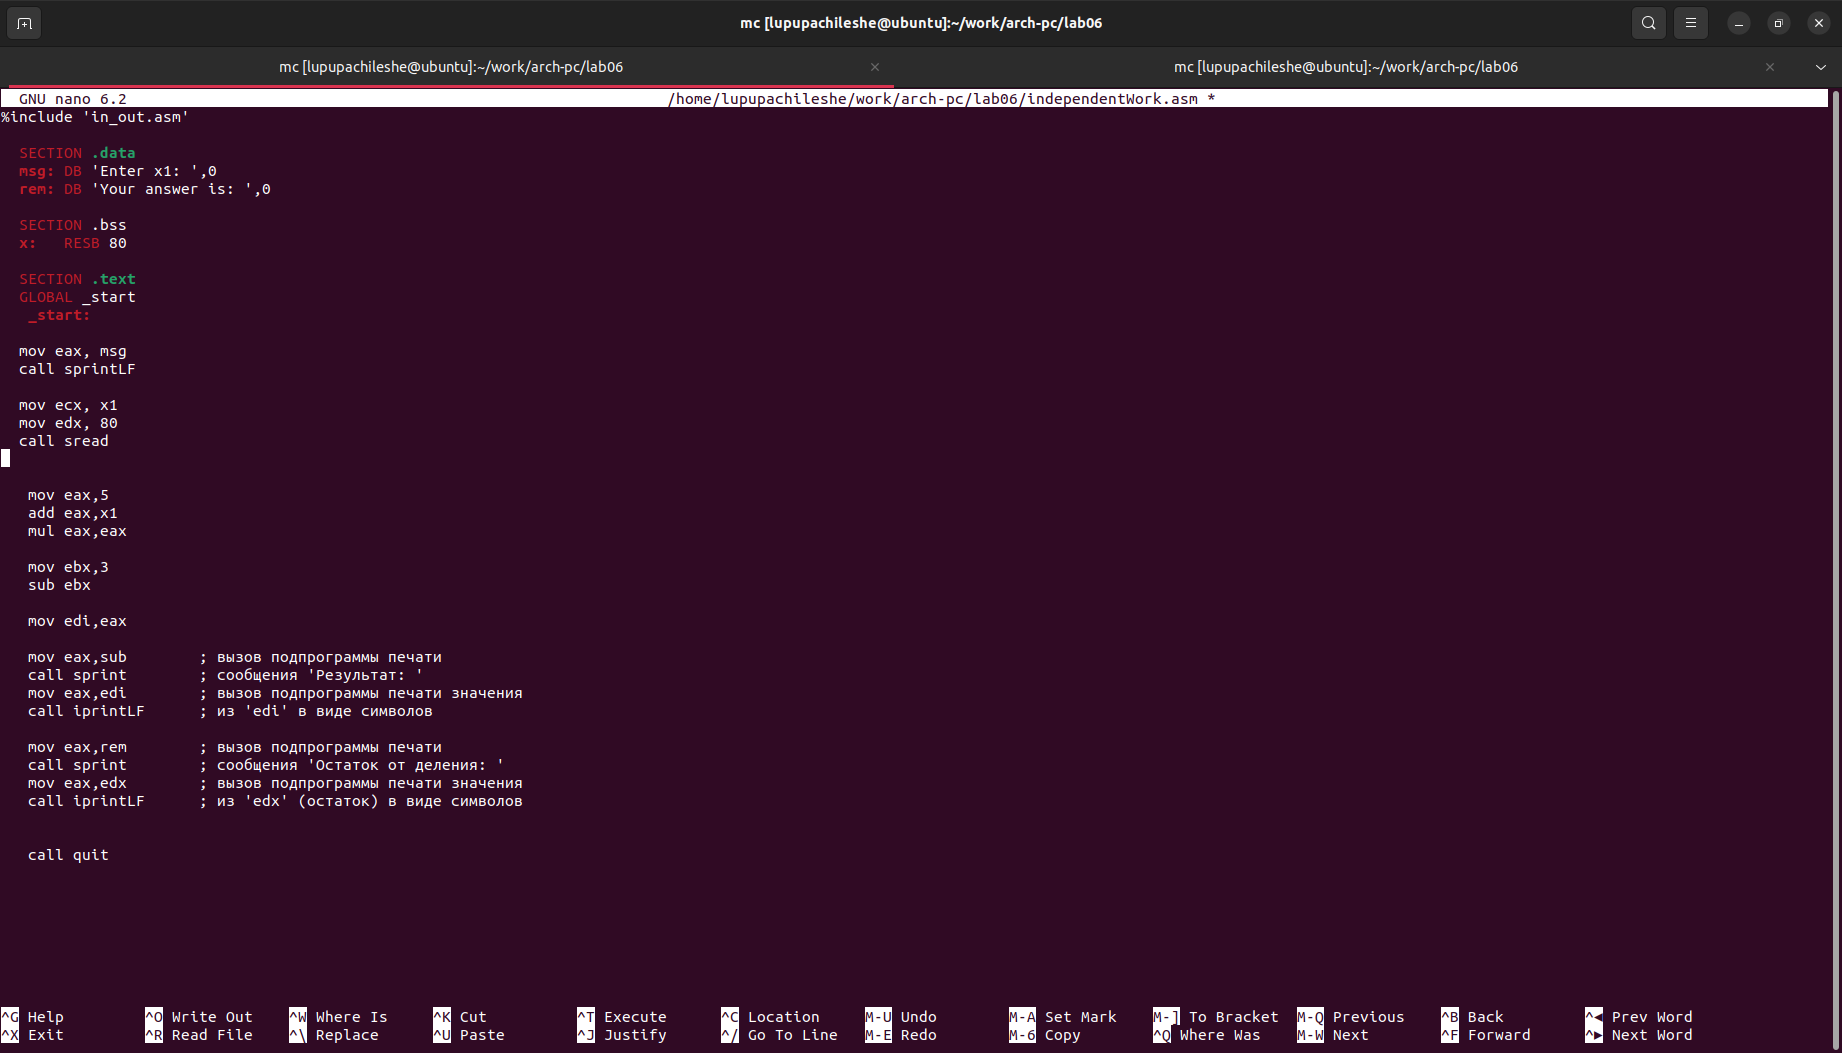 mc [lupupachileshe@ubuntu]:~/work/arch-pc/lab06
mc [lupupachileshe@ubuntu]:~/work/arch-pc/lab06 mc [lupupachileshe@ubuntu]:~/work/arch-pc/lab06
GNU nano 6.2 /home/lupupachileshe/work/arch-pc/lab06/independentWork.asm *
%include 'in_out.asm'
SECTION .data
msg: DB 'Enter x1: ',0
rem: DB 'Your answer is: ',0
SECTION .bss
x: RESB 80
SECTION .text
GLOBAL _start
_start:
mov eax, msg
call sprintLF
mov ecx, x1
mov edx, 80
call sread
mov eax,5
add eax,x1
mul eax,eax
mov ebx,3
sub ebx
mov edi,eax
mov eax,sub ; вызов подпрограммы печати
call sprint ; сообщения 'Результат: '
mov eax,edi ; вызов подпрограммы печати значения
call iprintLF ; из 'edi' в виде символов
mov eax,rem ; вызов подпрограммы печати
call sprint ; сообщения 'Остаток от деления: '
mov eax,edx ; вызов подпрограммы печати значения
call iprintLF ; из 'edx' (остаток) в виде символов
call quit
^G Help ^O Write Out ^W Where Is ^K Cut ^T Execute ^C Location M-U Undo M-A Set Mark M-] To Bracket M-Q Previous ^B Back ^◀ Prev Word
^X Exit ^R Read File ^\ Replace ^U Paste ^J Justify ^/ Go To Line M-E Redo M-6 Copy ^Q Where Was M-W Next ^F Forward ^▶ Next Word